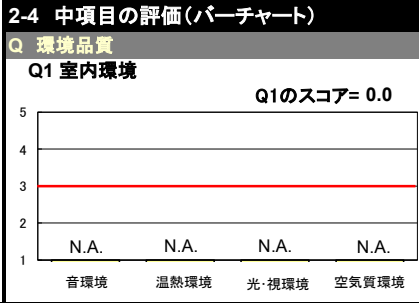 2-4 中項目の評価(バーチャート)
Q 環境品質
Q1 室内環境
Q1のスコア= 0.0
5
4
3
2
1
N.A. N.A. N.A. N.A.
音環境 温熱環境 光・視環境 空気質環境